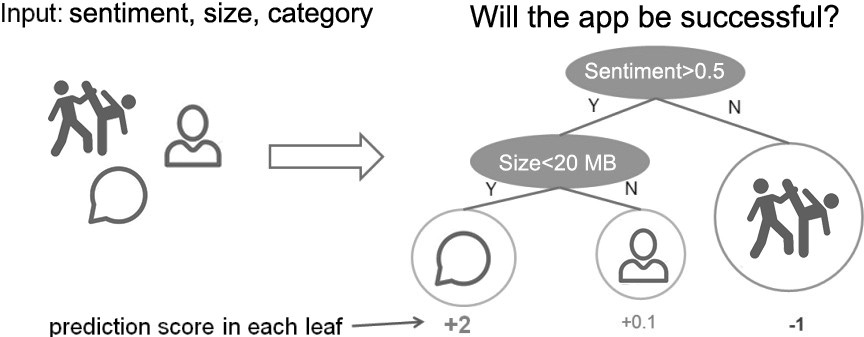 Input: sentiment, size, category
Will the app be successful?
Sentiment>0.5
Y
N
Size<20 MB
Y
N
prediction score in each leaf
+2
+0.1
-1